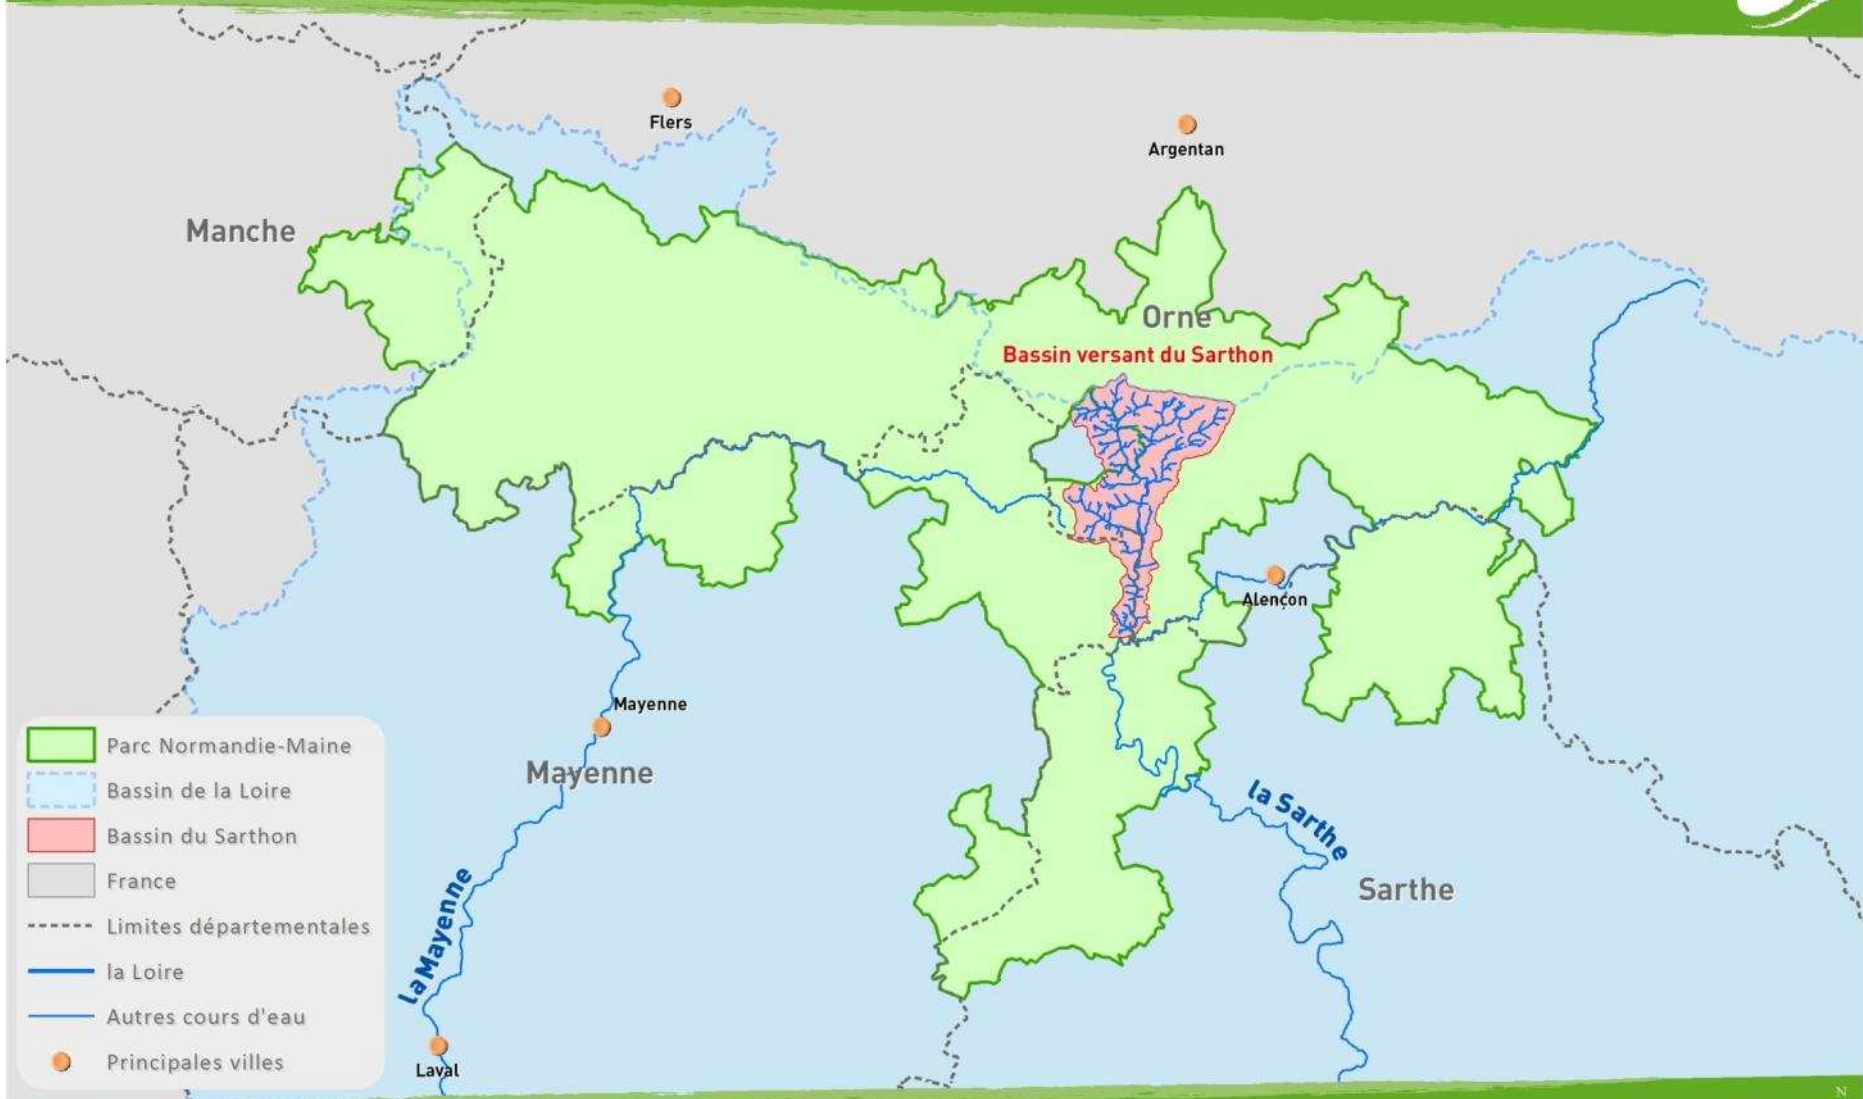 Flers
Argentan
Manche
Orne
Bassin versant du Sarthon
Alençon
Mayenne
Mayenne
la Sarthe
Sarthe
la Mayenne
Laval
Parc Normandie-Maine
Bassin de la Loire
Bassin du Sarthon
France
Limites départementales
la Loire
Autres cours d'eau
Principales villes
N